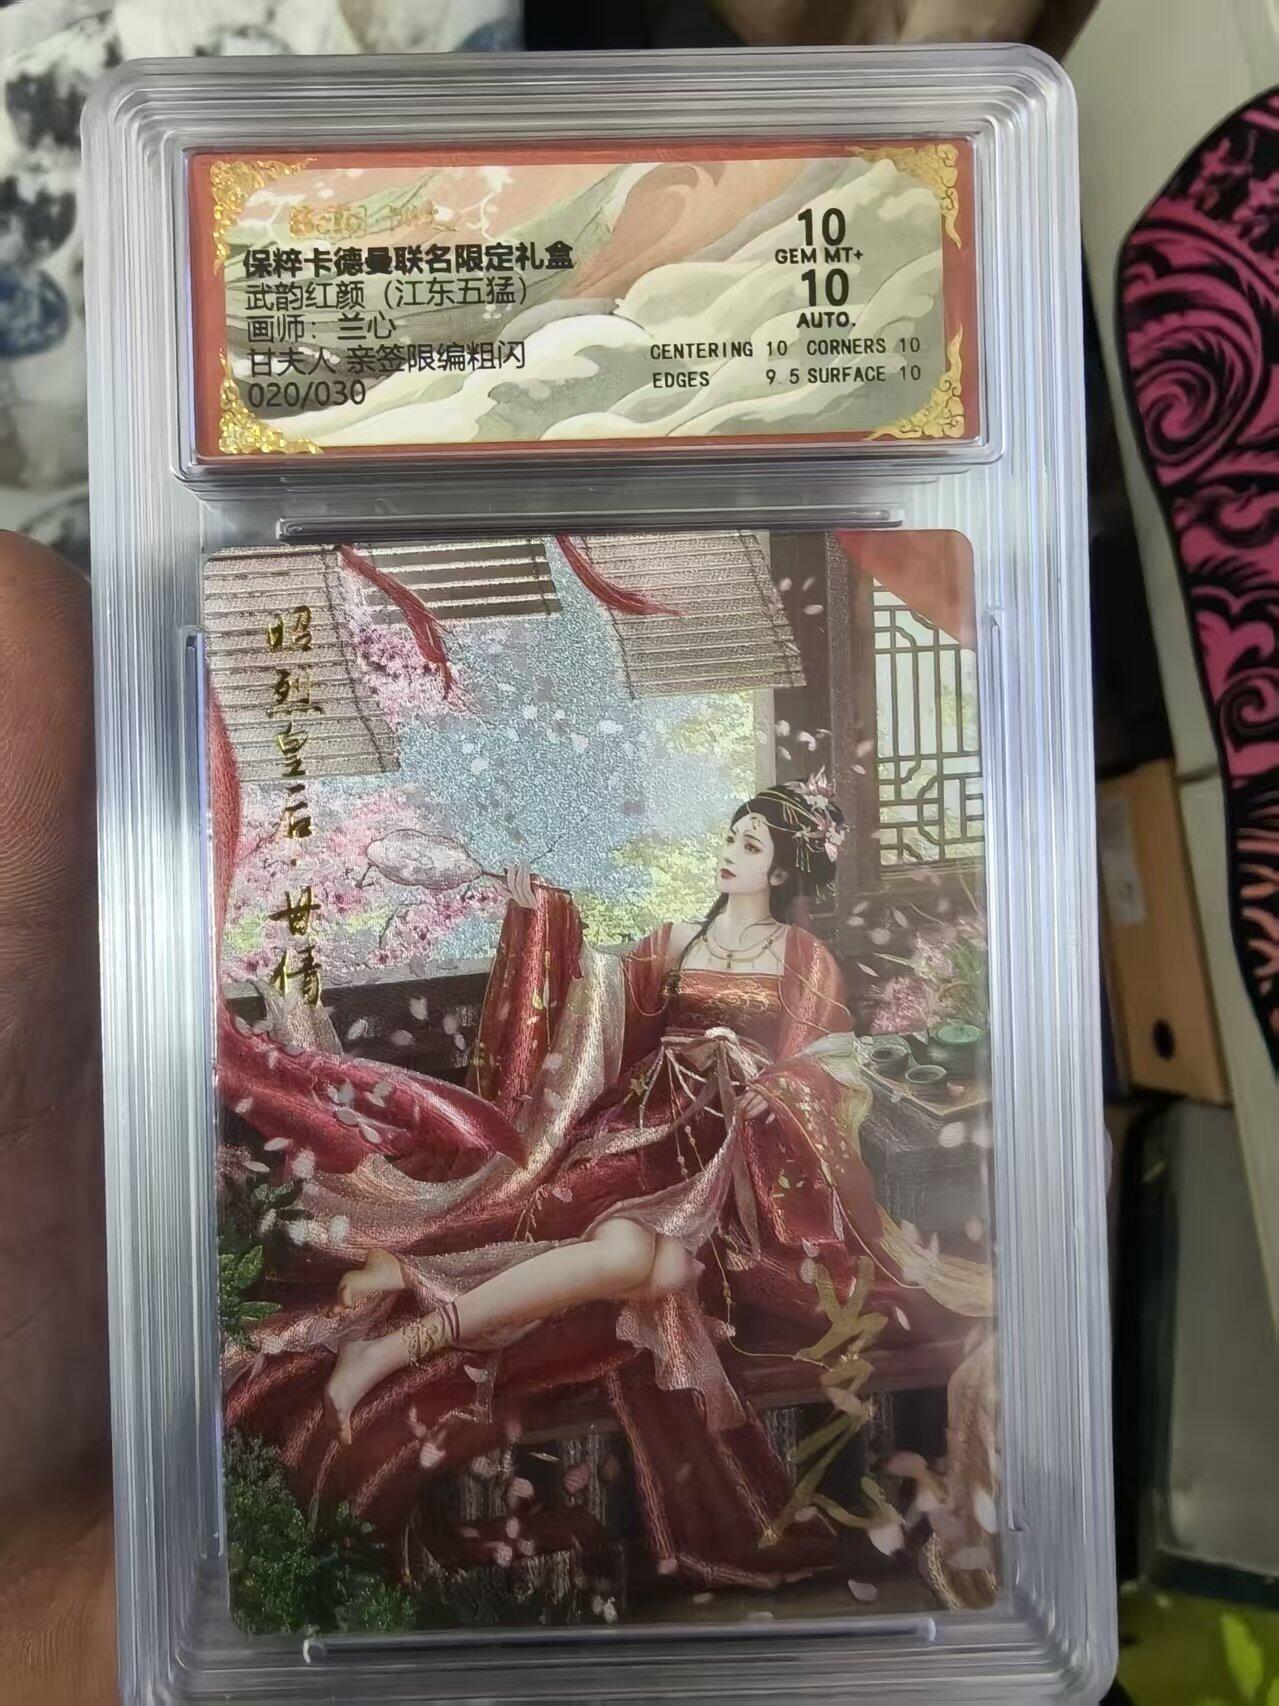 保粹卡德曼联名限定礼盒
武韵红颜（江东五猛）
画师：兰心
甘夫人 亲签限编粗闪
020/030
10
GEM MT+
10
AUTO.
CENTERING 10 CORNERS 10
EDGES 9.5 SURFACE 10
昭烈皇后·甘倩